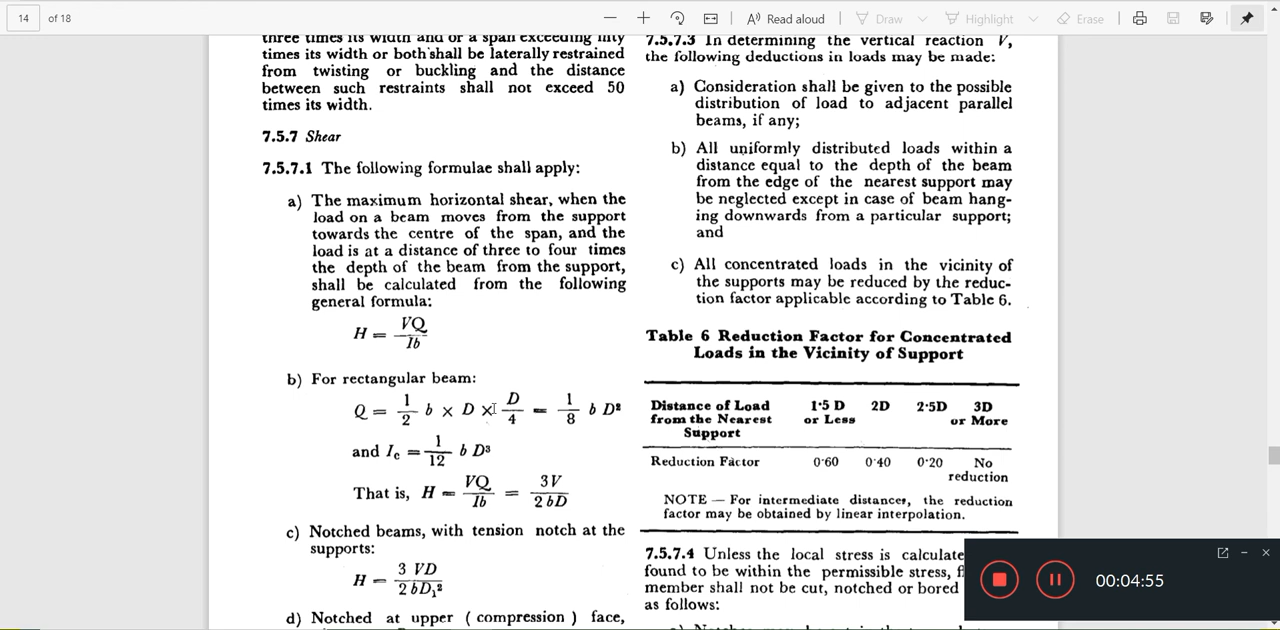 14 of 18
Read aloud
Draw
Highlight
Erase
three times its width and or a span exceeding fifty
times its width or both shall be laterally restrained
from twisting or buckling and the distance
between such restraints shall not exceed 50
times its width.
7.5.7 Shear
7.5.7.1 The following formulae shall apply:
a) The maximum horizontal shear, when the
load on a beam moves from the support
towards the centre of the span, and the
load is at a distance of three to four times
the depth of the beam from the support,
shall be calculated from the following
general formula:
H = VQ / Ib
b) For rectangular beam:
Q = 1/2 b × D × D/4 = 1/8 b D²
and Ic = 1/12 b D³
That is, H = VQ / Ib = 3V / 2 bD
c) Notched beams, with tension notch at the
supports:
H = 3 VD / 2 bD₁²
d) Notched at upper ( compression ) face,
7.5.7.3 In determining the vertical reaction V,
the following deductions in loads may be made:
a) Consideration shall be given to the possible
distribution of load to adjacent parallel
beams, if any;
b) All uniformly distributed loads within a
distance equal to the depth of the beam
from the edge of the nearest support may
be neglected except in case of beam hang-
ing downwards from a particular support;
and
c) All concentrated loads in the vicinity of
the supports may be reduced by the reduc-
tion factor applicable according to Table 6.
Table 6 Reduction Factor for Concentrated
Loads in the Vicinity of Support
Distance of Load 1·5 D 2D 2·5D 3D
from the Nearest or Less or More
Support
Reduction Factor 0·60 0·40 0·20 No
reduction
NOTE — For intermediate distances, the reduction
factor may be obtained by linear interpolation.
7.5.7.4 Unless the local stress is calculate
found to be within the permissible stress, f
member shall not be cut, notched or bored
as follows:
00:04:55